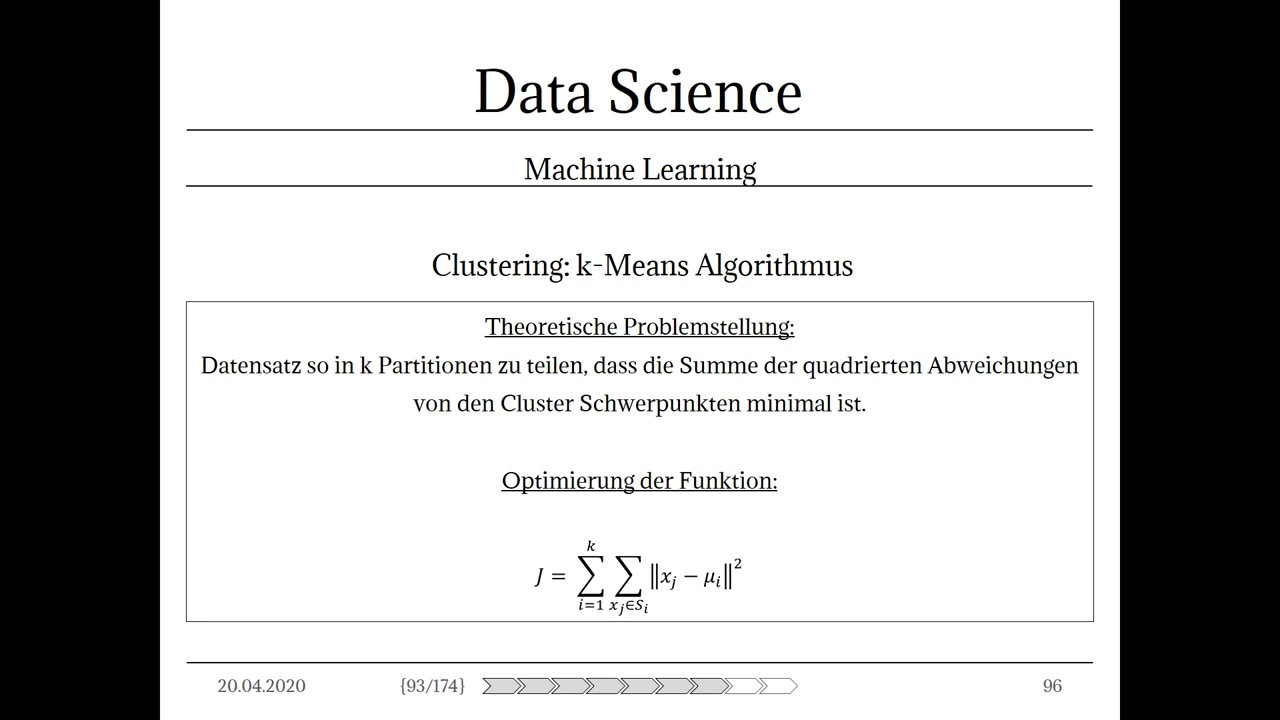 Data Science
Machine Learning
Clustering: k-Means Algorithmus
Theoretische Problemstellung:
Datensatz so in k Partitionen zu teilen, dass die Summe der quadrierten Abweichungen
von den Cluster Schwerpunkten minimal ist.
Optimierung der Funktion:
J = ∑_{i=1}^{k} ∑_{x_j∈S_i} ‖x_j − μ_i‖²
20.04.2020 {93/174} 96